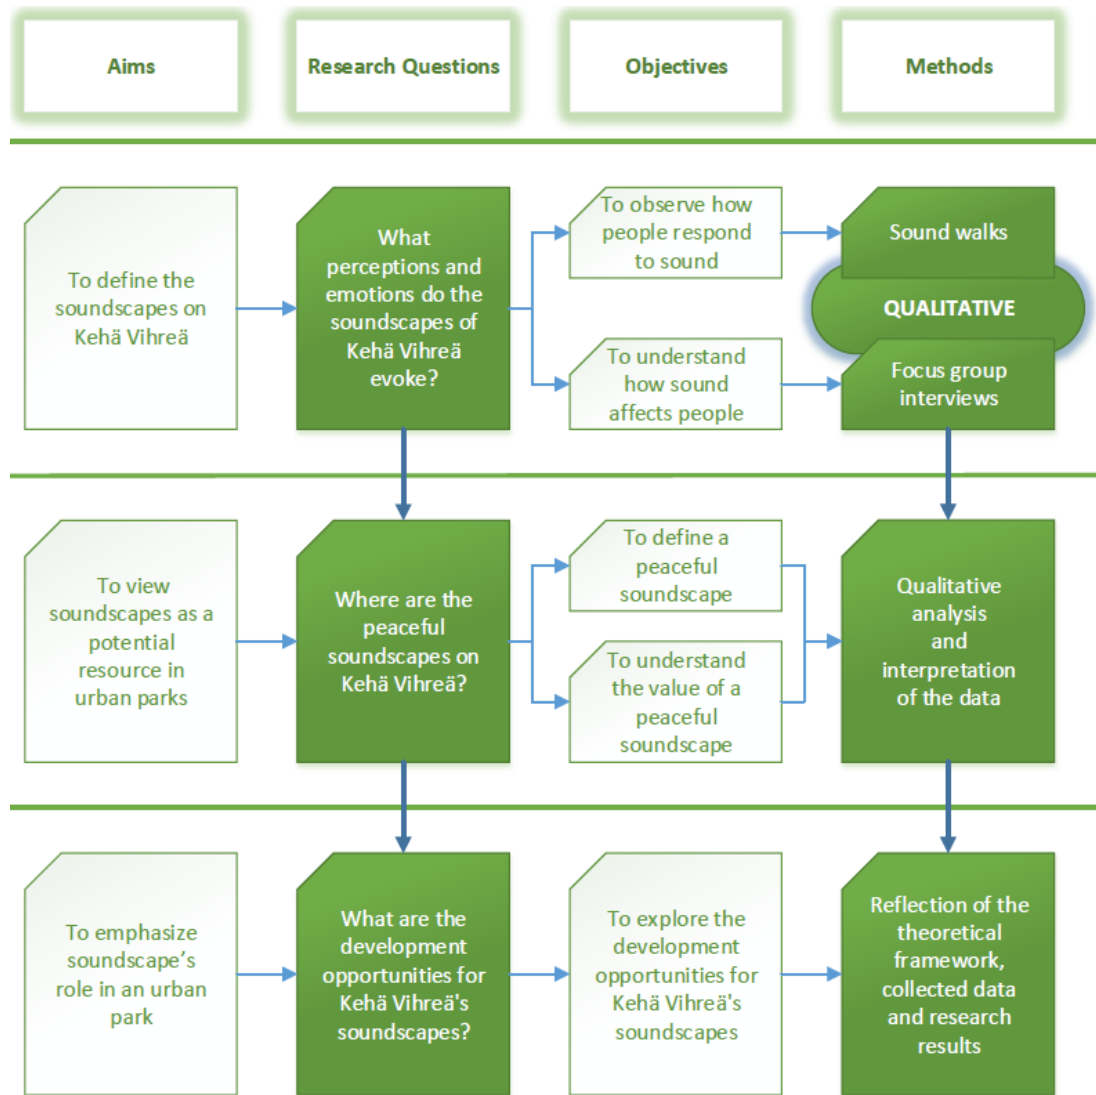 Aims
Research Questions
Objectives
Methods
To define the
soundscapes on
Kehä Vihreä
What
perceptions and
emotions do the
soundscapes of
Kehä Vihreä
evoke?
To observe how
people respond
to sound
Sound walks
QUALITATIVE
To understand
how sound
affects people
Focus group
interviews
To view
soundscapes as a
potential
resource in
urban parks
Where are the
peaceful
soundscapes on
Kehä Vihreä?
To define a
peaceful
soundscape
To understand
the value of a
peaceful
soundscape
Qualitative
analysis
and
interpretation
of the data
To emphasize
soundscape’s
role in an urban
park
What are the
development
opportunities for
Kehä Vihreä's
soundscapes?
To explore the
development
opportunities for
Kehä Vihreä's
soundscapes
Reflection of the
theoretical
framework,
collected data
and research
results